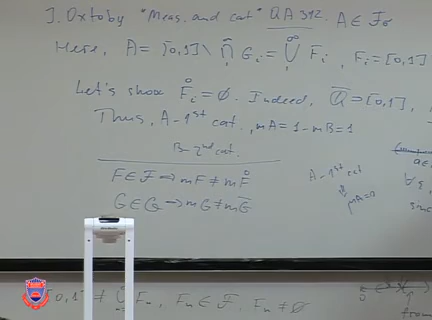 J. Oxtoby "Meas. and cat" QA 312. A ∈ F_σ
Here, A = [0,1] \ ∩ G_i = ∪ F_i, F_i = [0,1]
Let's show F̊_i = ∅. Indeed, Q̄ = [0,1],
Thus, A - 1st cat., mA = 1 - mB = 1
B - 2nd cat.
F ∈ F ⇒ mF ≠ mF̊
G ∈ G ⇒ mG ≠ mḠ
A - 1st cat
μA = 0
0,1] ≠ ∪ F_n, F_n ∈ F, F_n ≠ ∅